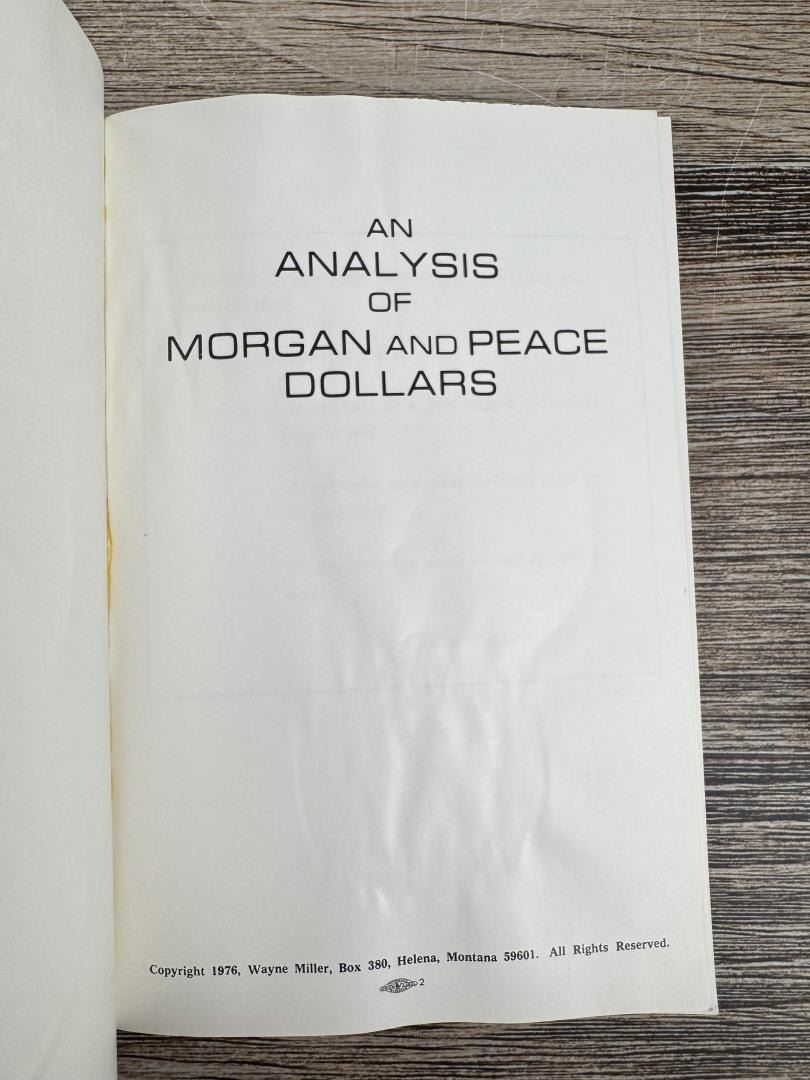 AN
ANALYSIS
OF
MORGAN AND PEACE
DOLLARS
Copyright 1976, Wayne Miller, Box 380, Helena, Montana 59601. All Rights Reserved.
2